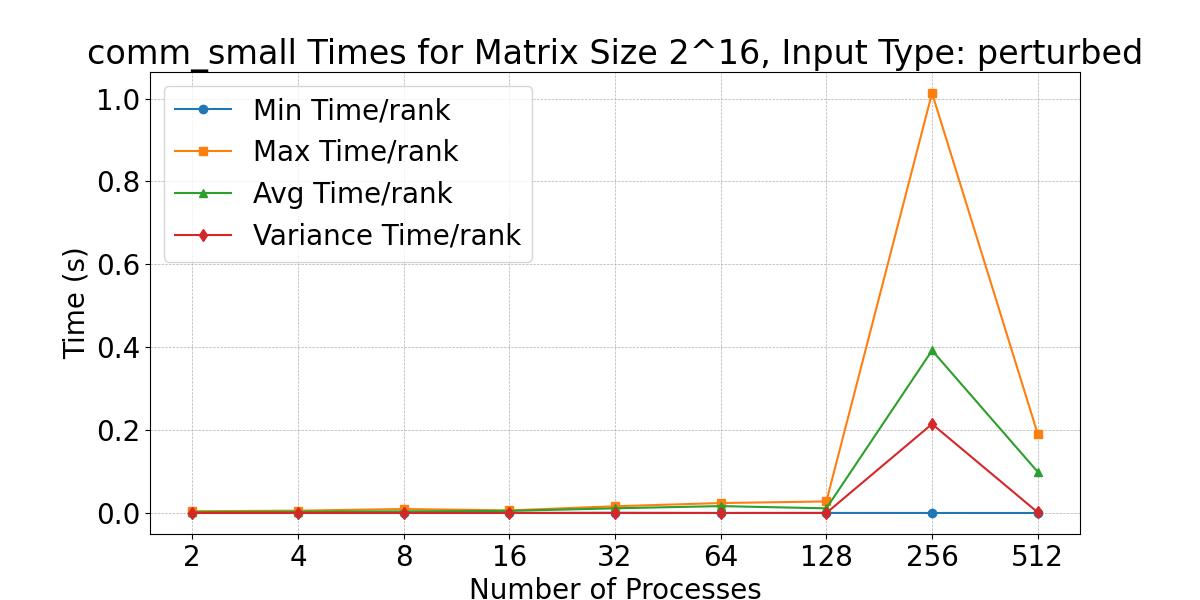 comm_small Times for Matrix Size 2^16, Input Type: perturbed
Min Time/rank
Max Time/rank
Avg Time/rank
Variance Time/rank
Time (s)
1.0
0.8
0.6
0.4
0.2
0.0
2 4 8 16 32 64 128 256 512
Number of Processes